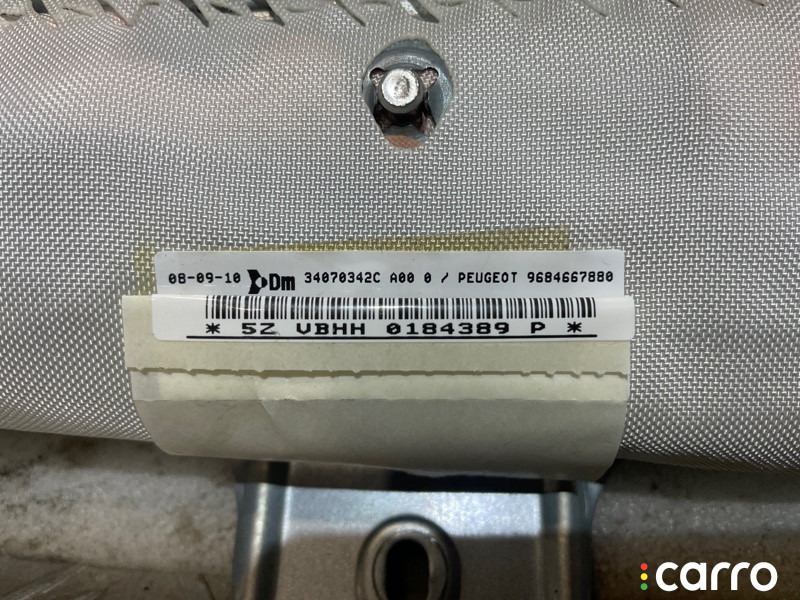 08-09-10 Dm 34070342C A00 0 / PEUGEOT 9684667880
* 5Z VBHH 0184389 P *
carro